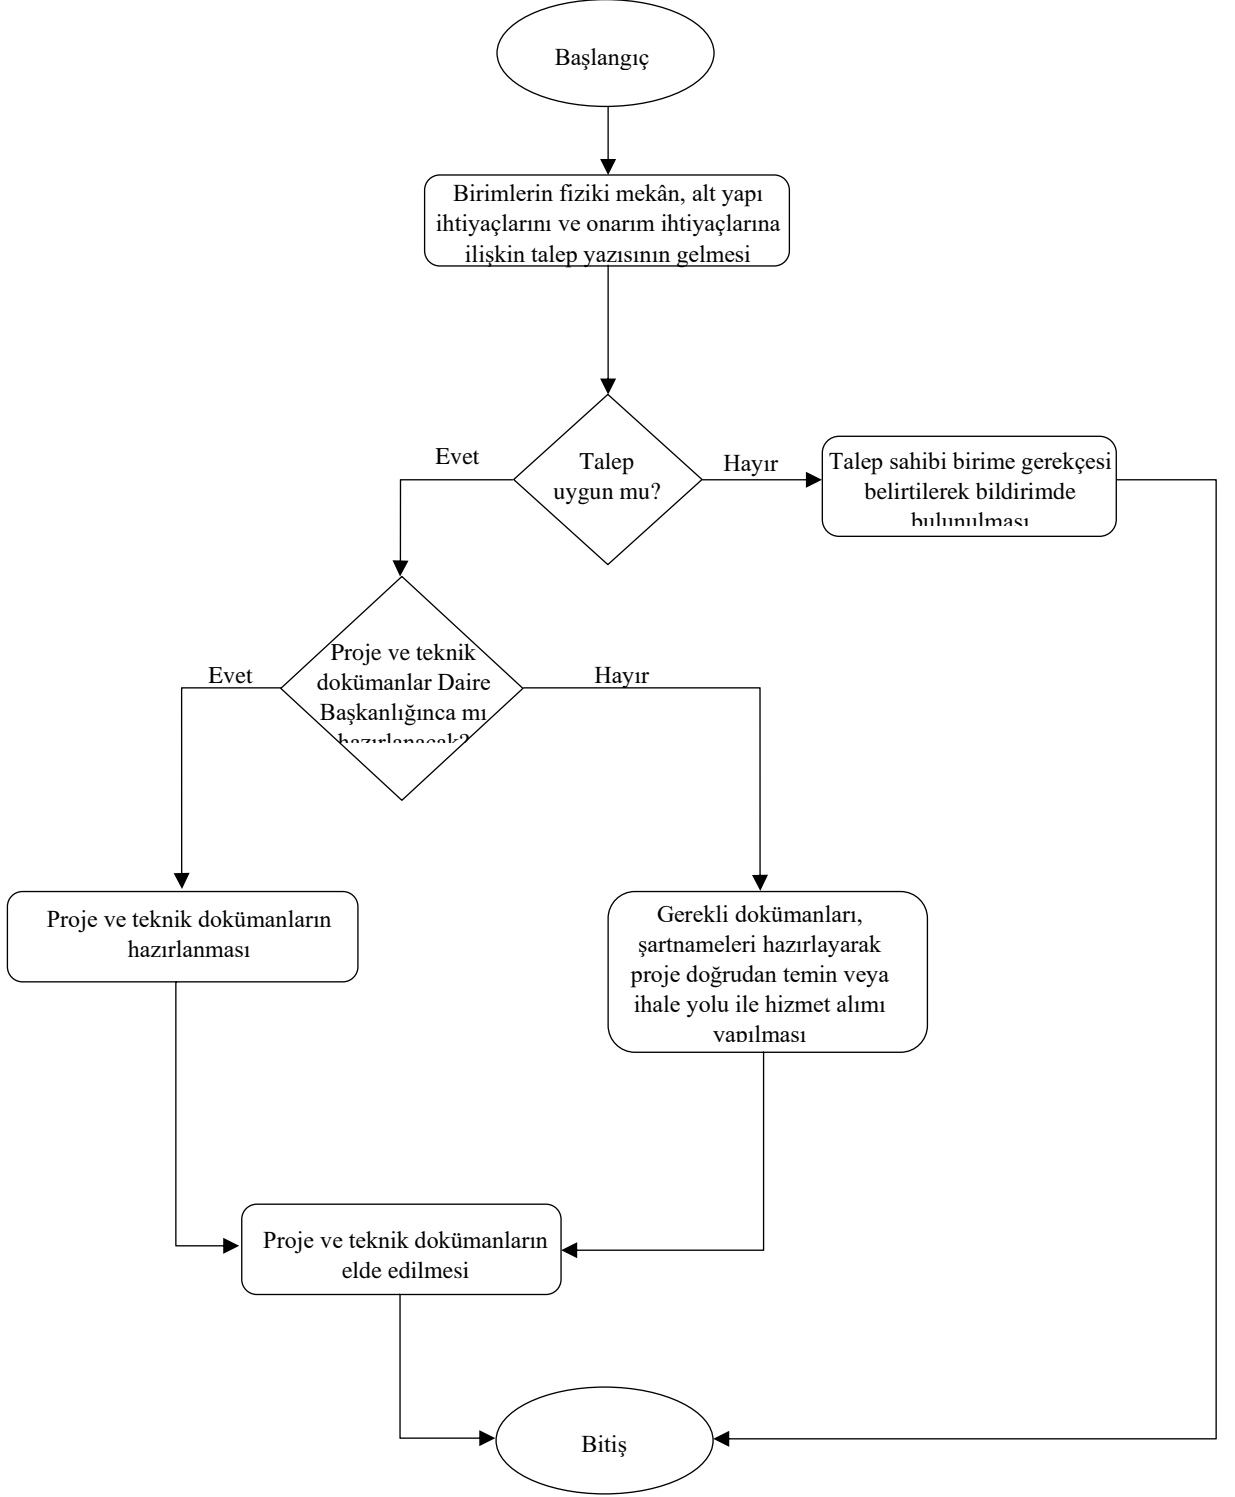 Başlangıç
Birimlerin fiziki mekân, alt yapı
ihtiyaçlarını ve onarım ihtiyaçlarına
ilişkin talep yazısının gelmesi
Evet
Talep
uygun mu?
Hayır
Talep sahibi birime gerekçesi
belirtilerek bildirimde
bulunulması
Evet
Proje ve teknik
dokümanlar Daire
Başkanlığınca mı
hazırlanacak?
Hayır
Proje ve teknik dokümanların
hazırlanması
Gerekli dokümanları,
şartnameleri hazırlayarak
proje doğrudan temin veya
ihale yolu ile hizmet alımı
yapılması
Proje ve teknik dokümanların
elde edilmesi
Bitiş